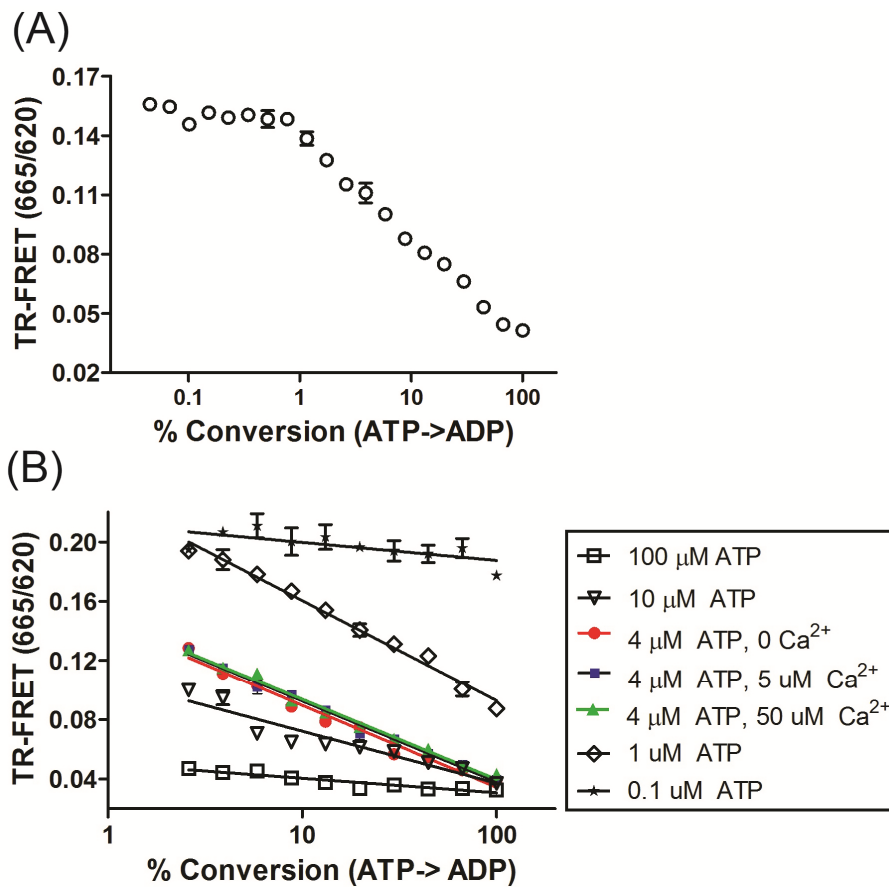 (A)
TR-FRET (665/620)
0.17
0.14
0.11
0.08
0.05
0.02
0.1
1
10
100
% Conversion (ATP->ADP)
(B)
TR-FRET (665/620)
0.20
0.16
0.12
0.08
0.04
1
10
100
% Conversion (ATP-> ADP)
100 μM ATP
10 μM ATP
4 μM ATP, 0 Ca²⁺
4 μM ATP, 5 uM Ca²⁺
4 μM ATP, 50 uM Ca²⁺
1 uM ATP
0.1 uM ATP